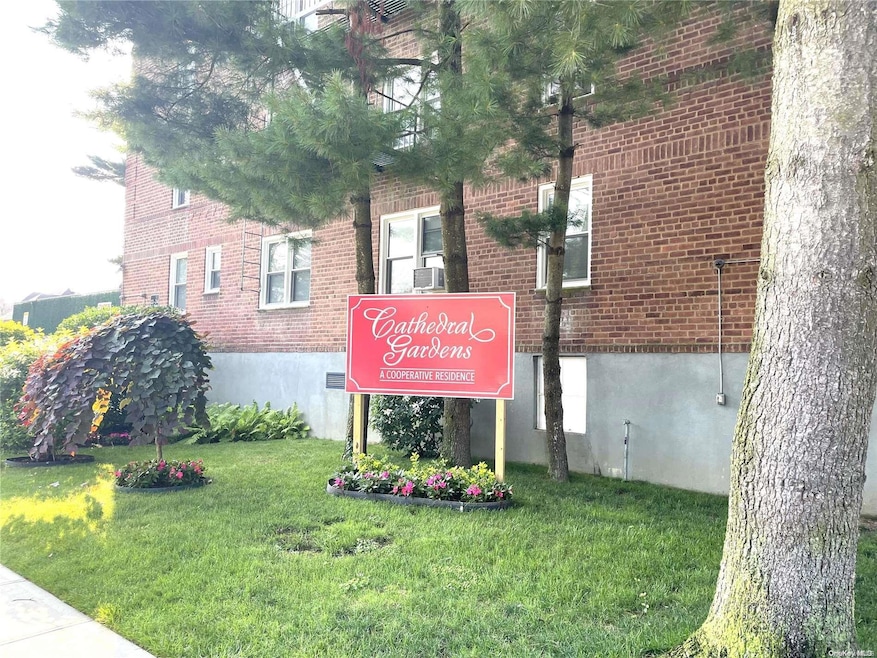 Cathedral
Gardens
A COOPERATIVE RESIDENCE
OneKey MLS